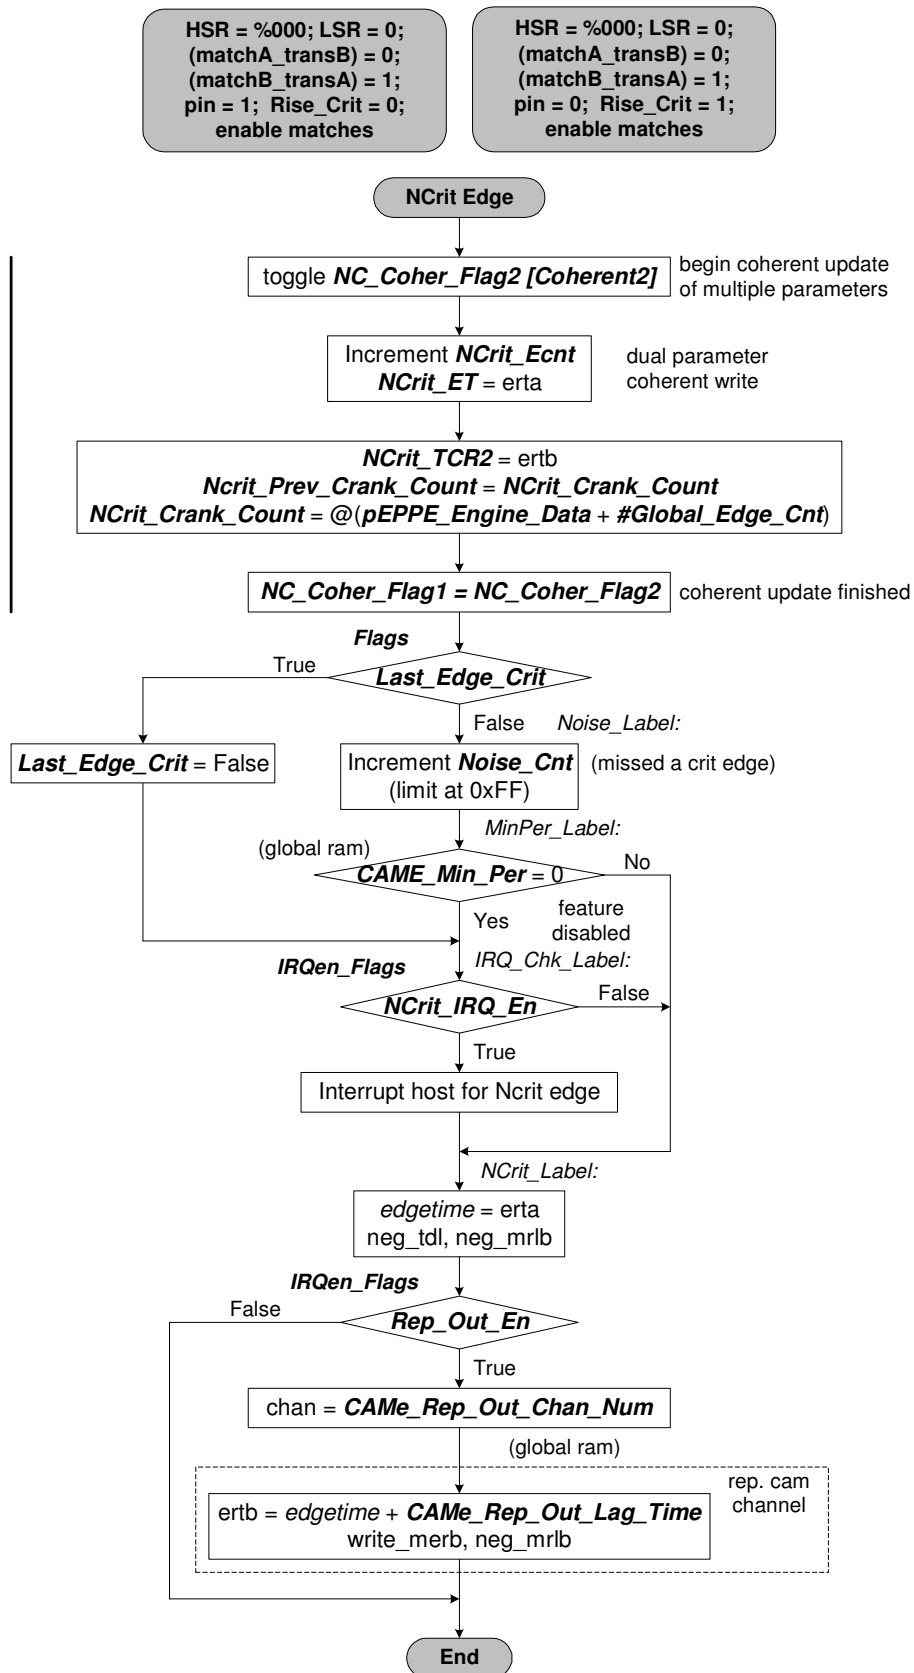 HSR = %000; LSR = 0;
(matchA_transB) = 0;
(matchB_transA) = 1;
pin = 1; Rise_Crit = 0;
enable matches
HSR = %000; LSR = 0;
(matchA_transB) = 0;
(matchB_transA) = 1;
pin = 0; Rise_Crit = 1;
enable matches
NCrit Edge
toggle NC_Coher_Flag2 [Coherent2]
begin coherent update
of multiple parameters
Increment NCrit_Ecnt
NCrit_ET = erta
dual parameter
coherent write
NCrit_TCR2 = ertb
Ncrit_Prev_Crank_Count = NCrit_Crank_Count
NCrit_Crank_Count = @(pEPPE_Engine_Data + #Global_Edge_Cnt)
NC_Coher_Flag1 = NC_Coher_Flag2
coherent update finished
Flags
True
Last_Edge_Crit
False
Noise_Label:
Last_Edge_Crit = False
Increment Noise_Cnt
(limit at 0xFF)
(missed a crit edge)
MinPer_Label:
(global ram)
CAME_Min_Per = 0
No
Yes
feature
disabled
IRQen_Flags
IRQ_Chk_Label:
NCrit_IRQ_En
False
True
Interrupt host for Ncrit edge
NCrit_Label:
edgetime = erta
neg_tdl, neg_mrlb
IRQen_Flags
False
Rep_Out_En
True
chan = CAMe_Rep_Out_Chan_Num
(global ram)
rep. cam
channel
ertb = edgetime + CAMe_Rep_Out_Lag_Time
write_merb, neg_mrlb
End